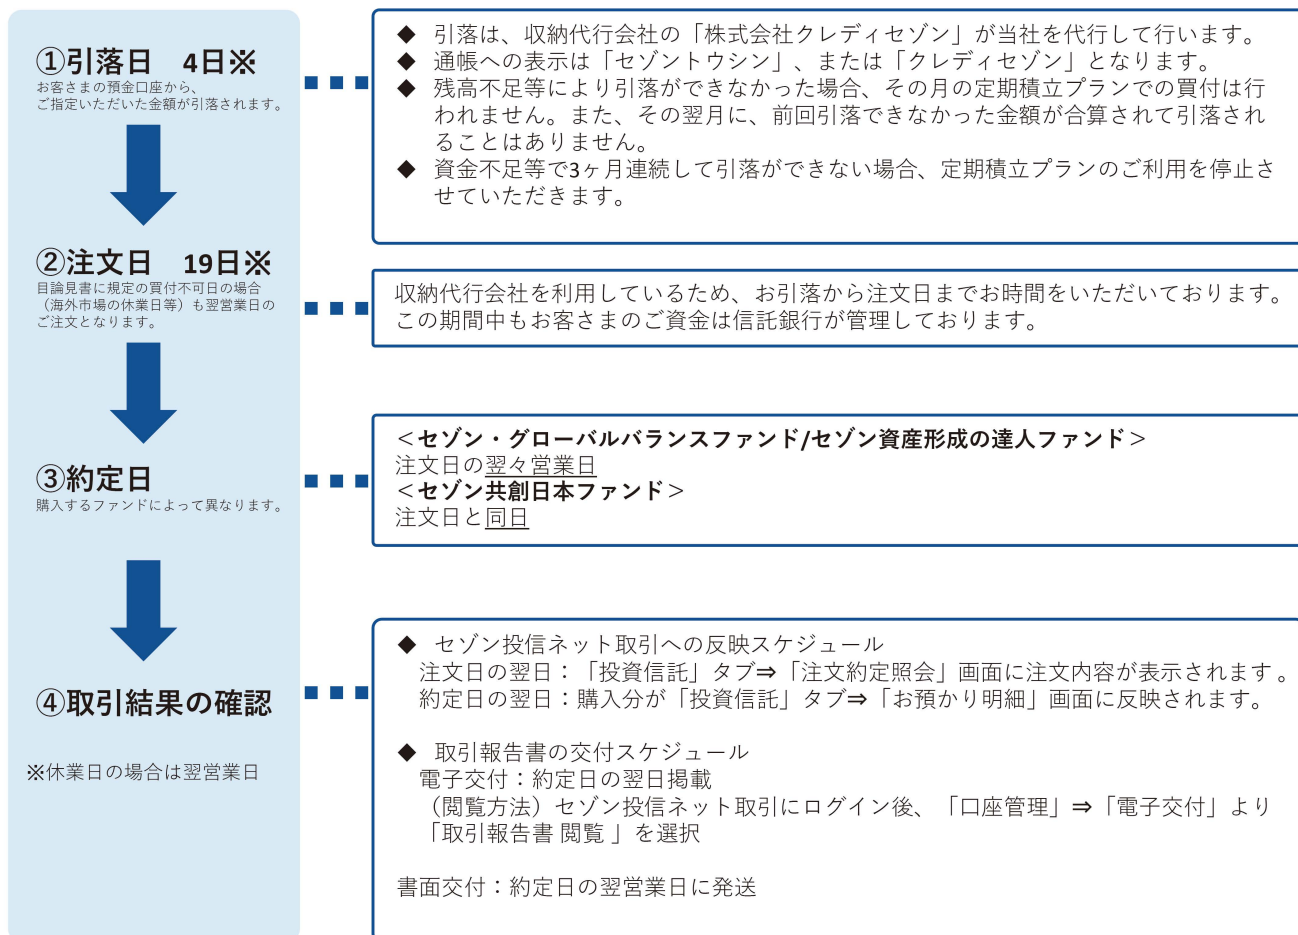 ①引落日 4日※
お客さまの預金口座から、
ご指定いただいた金額が引落されます。
◆ 引落は、収納代行会社の「株式会社クレディセゾン」が当社を代行して行います。
◆ 通帳への表示は「セゾントウシン」、または「クレディセゾン」となります。
◆ 残高不足等により引落ができなかった場合、その月の定期積立プランでの買付は行
われません。また、その翌月に、前回引落できなかった金額が合算されて引落され
ることはありません。
◆ 資金不足等で3ヶ月連続して引落ができない場合、定期積立プランのご利用を停止さ
せていただきます。
②注文日 19日※
目論見書に規定の買付不可日の場合
（海外市場の休業日等）も翌営業日の
ご注文となります。
収納代行会社を利用しているため、お引落から注文日までお時間をいただいております。
この期間中もお客さまのご資金は信託銀行が管理しております。
③約定日
購入するファンドによって異なります。
＜セゾン・グローバルバランスファンド/セゾン資産形成の達人ファンド＞
注文日の翌々営業日
＜セゾン共創日本ファンド＞
注文日と同日
④取引結果の確認
※休業日の場合は翌営業日
◆ セゾン投信ネット取引への反映スケジュール
注文日の翌日：「投資信託」タブ⇒「注文約定照会」画面に注文内容が表示されます。
約定日の翌日：購入分が「投資信託」タブ⇒「お預かり明細」画面に反映されます。
◆ 取引報告書の交付スケジュール
電子交付：約定日の翌日掲載
（閲覧方法）セゾン投信ネット取引にログイン後、「口座管理」⇒「電子交付」より
「取引報告書 閲覧 」を選択
書面交付：約定日の翌営業日に発送